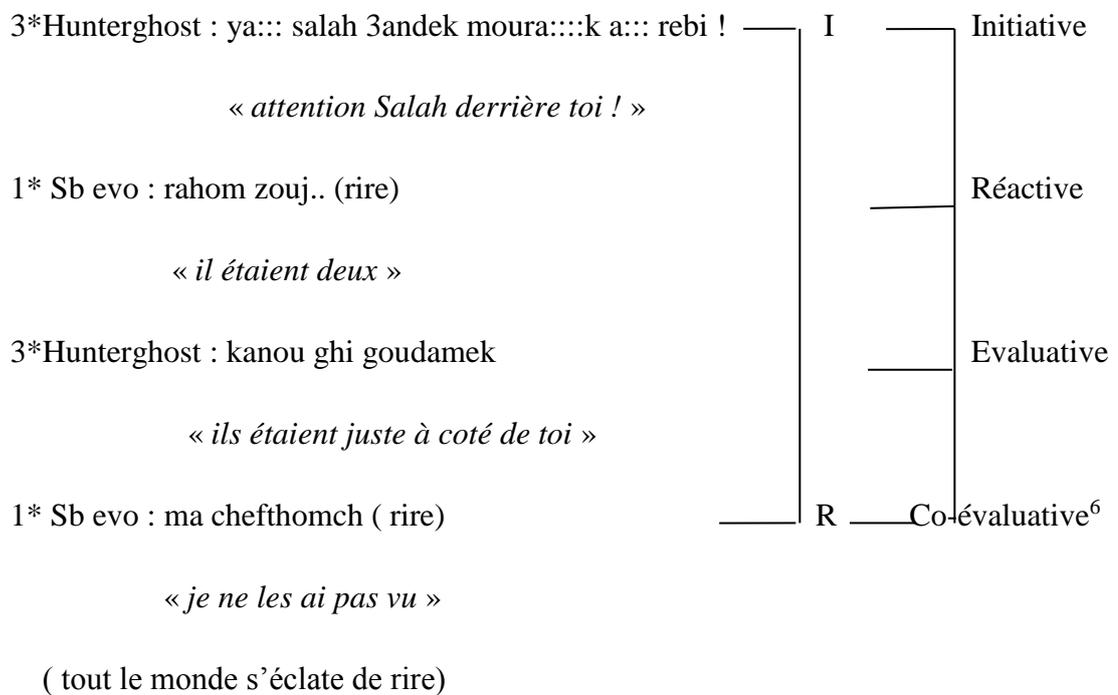 3*Hunterghost : ya::: salah 3andek moura::::k a::: rebi ! I Initiative
« attention Salah derrière toi ! »
1* Sb evo : rahom zouj.. (rire) Réactive
« il étaient deux »
3*Hunterghost : kanou ghi goudamek Evaluative
« ils étaient juste à coté de toi »
1* Sb evo : ma chefthomch ( rire) R Co-évaluative⁶
« je ne les ai pas vu »
( tout le monde s’éclate de rire)